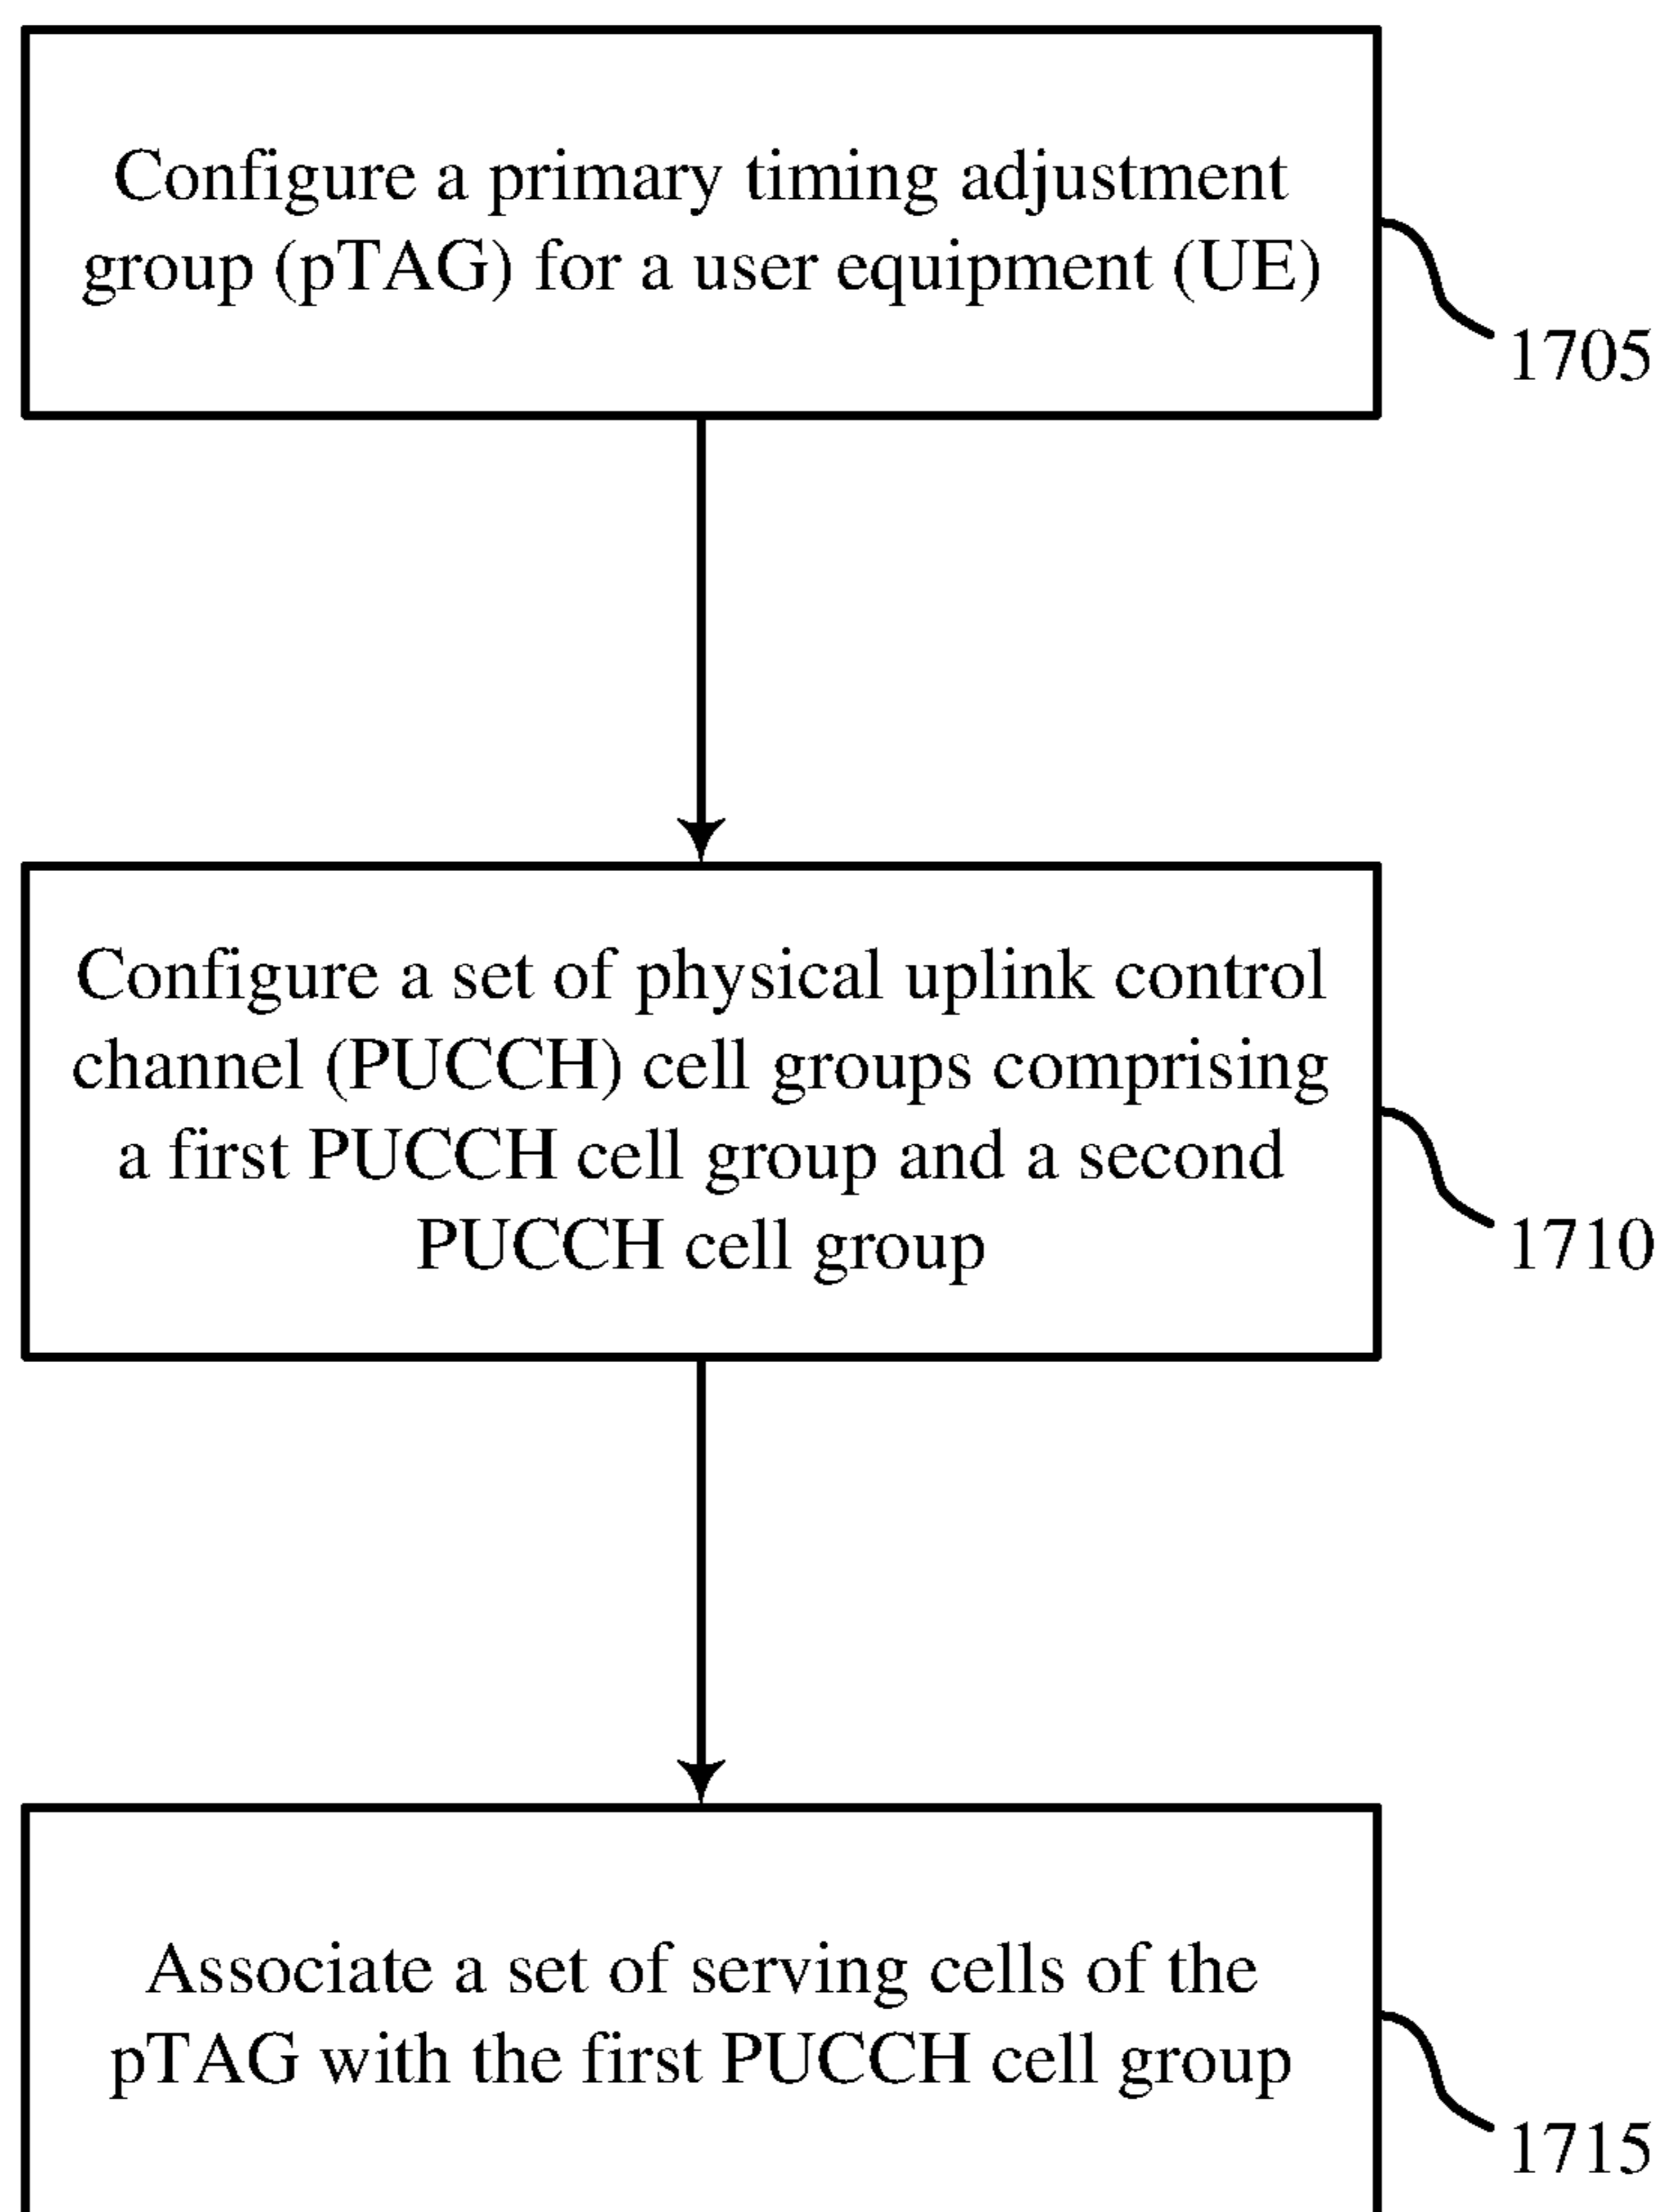 Configure a primary timing adjustment
group (pTAG) for a user equipment (UE)
1705
Configure a set of physical uplink control
channel (PUCCH) cell groups comprising
a first PUCCH cell group and a second
PUCCH cell group
1710
Associate a set of serving cells of the
pTAG with the first PUCCH cell group
1715